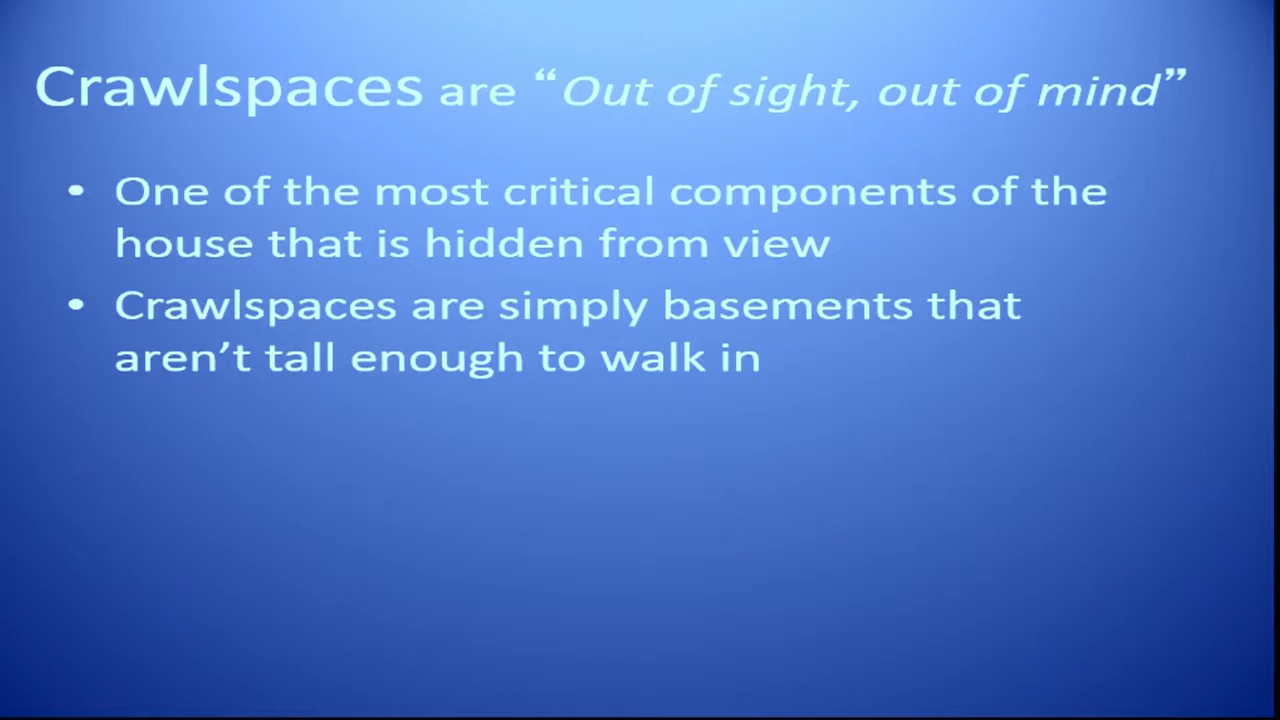 Crawlspaces are “Out of sight, out of mind”
• One of the most critical components of the
house that is hidden from view
• Crawlspaces are simply basements that
aren’t tall enough to walk in